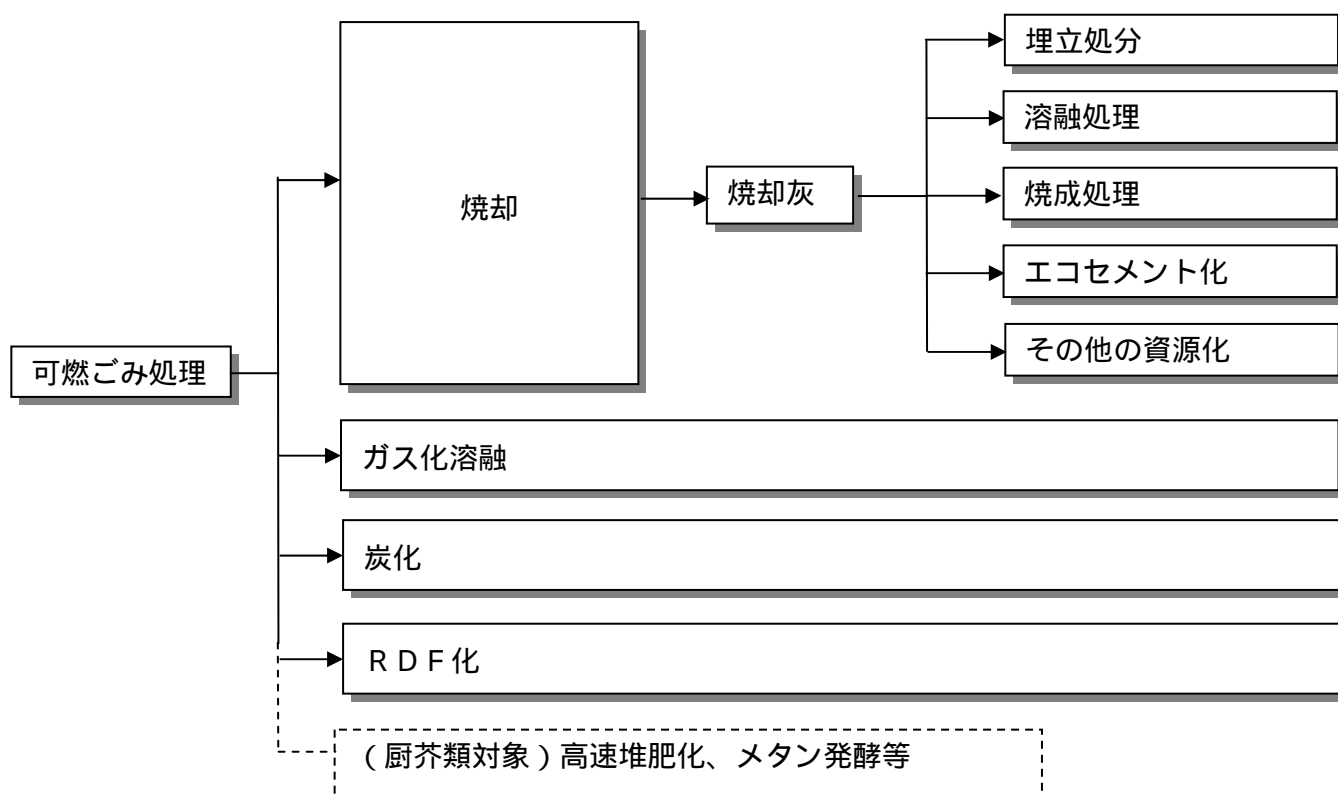 可燃ごみ処理
焼却
焼却灰
埋立処分
溶融処理
焼成処理
エコセメント化
その他の資源化
ガス化溶融
炭化
ＲＤＦ化
（厨芥類対象）高速堆肥化、メタン発酵等